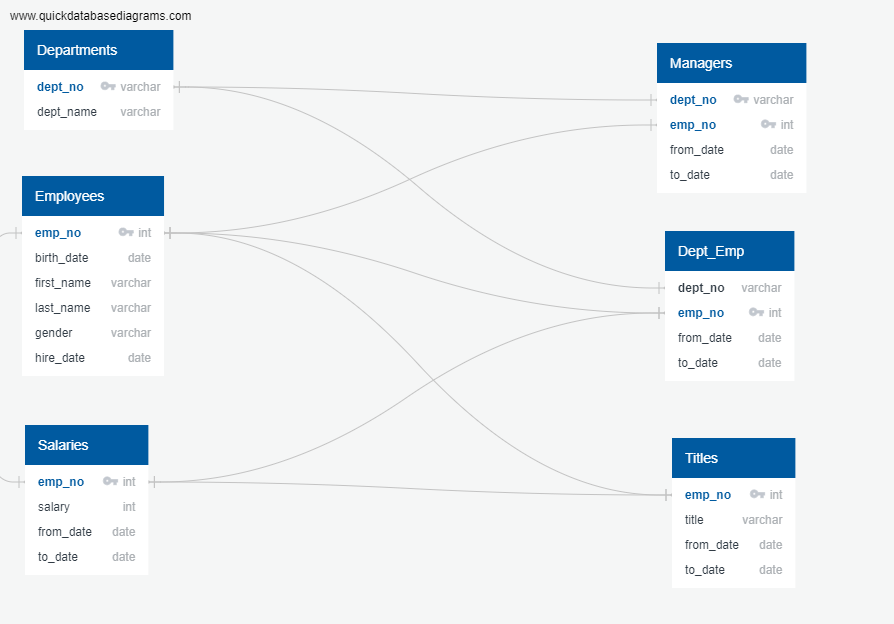 www.quickdatabasediagrams.com
Departments
dept_no varchar
dept_name varchar
Employees
emp_no int
birth_date date
first_name varchar
last_name varchar
gender varchar
hire_date date
Salaries
emp_no int
salary int
from_date date
to_date date
Managers
dept_no varchar
emp_no int
from_date date
to_date date
Dept_Emp
dept_no varchar
emp_no int
from_date date
to_date date
Titles
emp_no int
title varchar
from_date date
to_date date